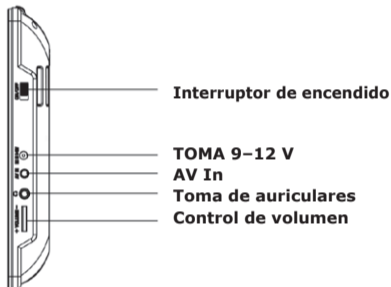 Interruptor de encendido
TOMA 9–12 V
AV In
Toma de auriculares
Control de volumen